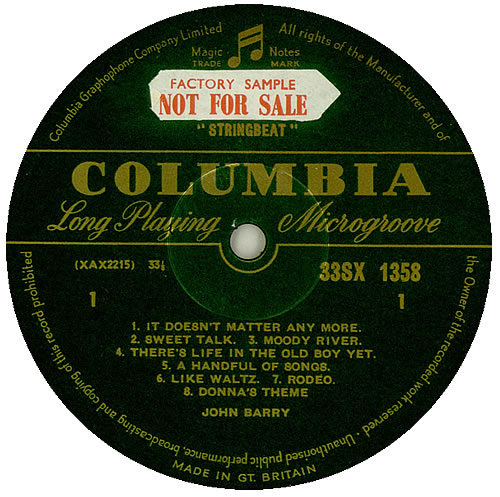 Columbia Graphophone Company Limited
All rights of the Manufacturer and of
the Owner of the recorded work reserved
Unauthorised public performance, broadcasting and copying of this record prohibited
Magic Notes
TRADE MARK
FACTORY SAMPLE
NOT FOR SALE
"STRINGBEAT"
COLUMBIA
Long Playing Microgroove
(XAX2215) 33⅓
33SX 1358
1 1
1. IT DOESN'T MATTER ANY MORE.
2. SWEET TALK. 3. MOODY RIVER.
4. THERE'S LIFE IN THE OLD BOY YET.
5. A HANDFUL OF SONGS.
6. LIKE WALTZ. 7. RODEO.
8. DONNA'S THEME
JOHN BARRY
MADE IN GT. BRITAIN